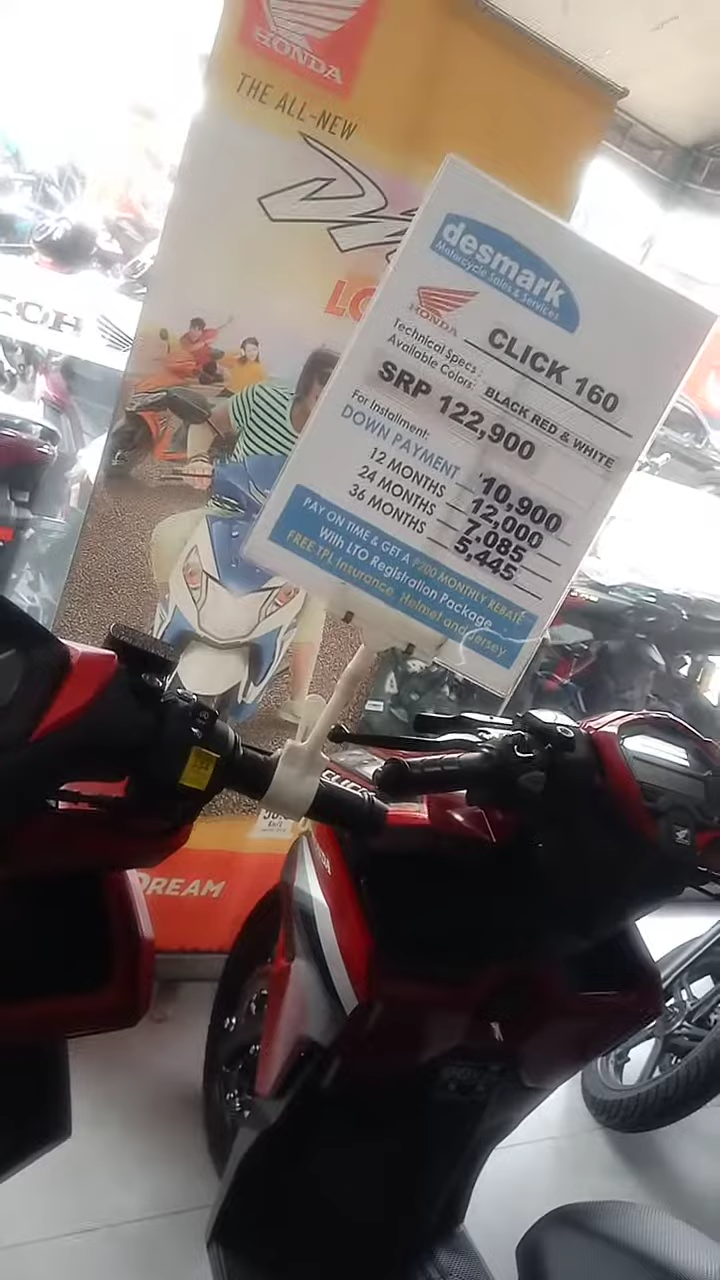 HONDA
THE ALL-NEW
desmark
Motorcycle Sales & Services
HONDA
CLICK 160
Technical Specs:
Available Colors: BLACK RED & WHITE
SRP 122,900
For Installment:
DOWN PAYMENT 10,900
12 MONTHS 12,000
24 MONTHS 7,085
36 MONTHS 5,445
PAY ON TIME & GET A ₱200 MONTHLY REBATE
With LTO Registration Package
FREE TPL Insurance, Helmet and Jersey
CLICK
DREAM